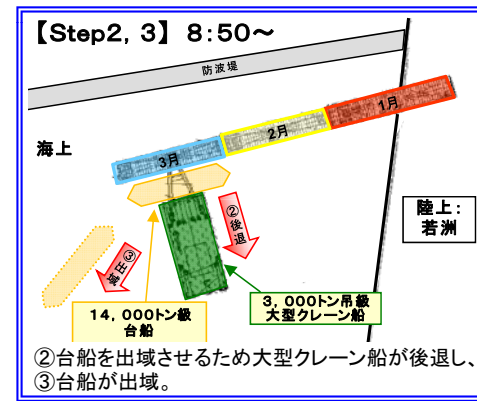 【Step2, 3】 8:50~
防波堤
1月
2月
3月
海上
陸上:
若洲
②後退
③出域
14, 000トン級
台船
3, 000トン吊級
大型クレーン船
②台船を出域させるため大型クレーン船が後退し、
③台船が出域。